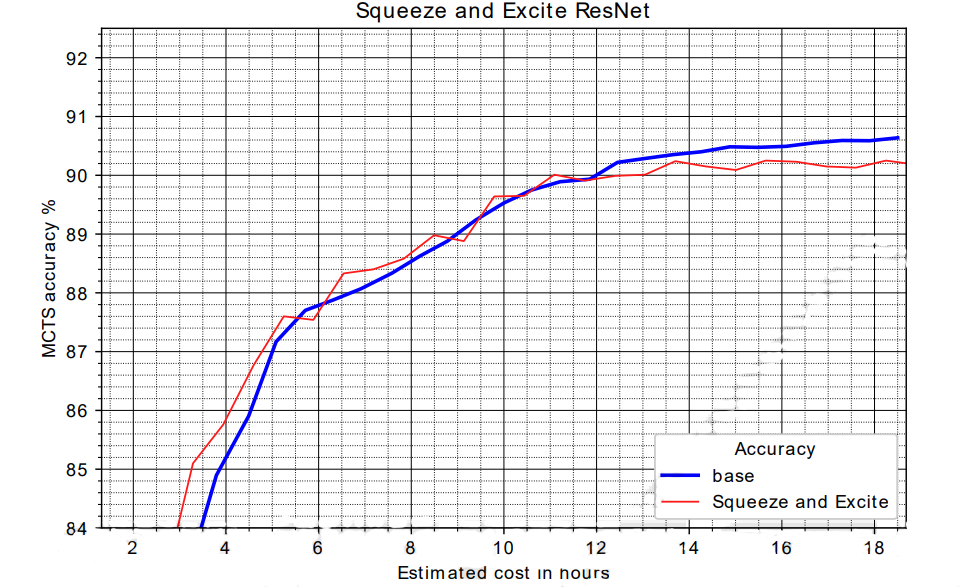 Squeeze and Excite ResNet
92
91
90
89
88
87
86
85
84
MCTS accuracy %
2 4 6 8 10 12 14 16 18
Estimated cost in hours
Accuracy
base
Squeeze and Excite